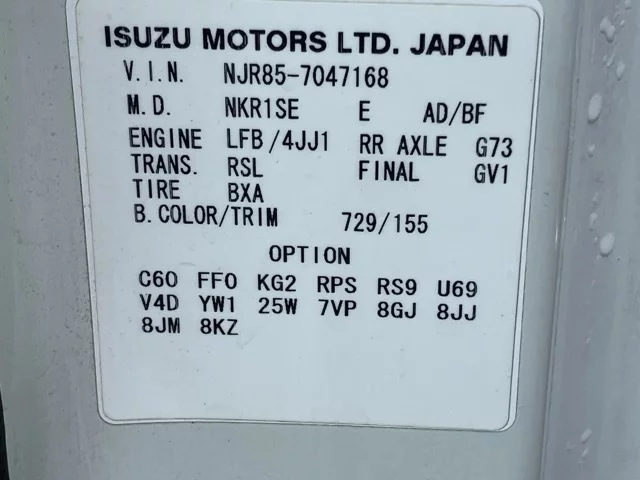 ISUZU MOTORS LTD. JAPAN
V.I.N. NJR85-7047168
M.D. NKR1SE E AD/BF
ENGINE LFB/4JJ1 RR AXLE G73
TRANS. RSL FINAL GV1
TIRE BXA
B.COLOR/TRIM 729/155
OPTION
C60 FF0 KG2 RPS RS9 U69
V4D YW1 25W 7VP 8GJ 8JJ
8JM 8KZ